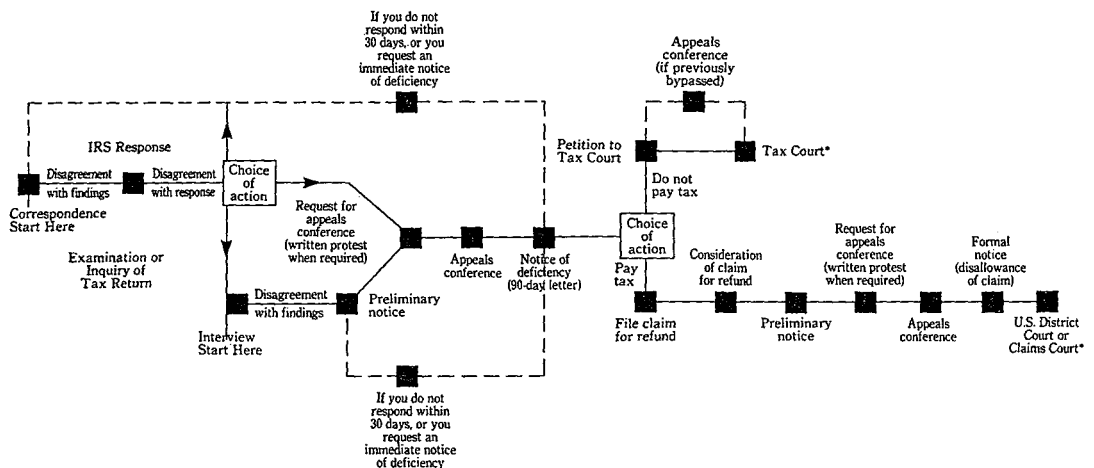 If you do not
respond within
30 days, or you
request an
immediate notice
of deficiency
Appeals
conference
(if previously
bypassed)
IRS Response
Petition to
Tax Court
Tax Court*
Disagreement
with findings
Disagreement
with response
Choice
of
action
Do not
pay tax
Correspondence
Start Here
Request for
appeals
conference
(written protest
when required)
Choice
of
action
Examination or
Inquiry of
Tax Return
Appeals
conference
Notice of
deficiency
(90-day letter)
Pay
tax
Consideration
of claim
for refund
Request for
appeals
conference
(written protest
when required)
Formal
notice
(disallowance
of claim)
Disagreement
with findings
Preliminary
notice
Interview
Start Here
File claim
for refund
Preliminary
notice
Appeals
conference
U.S. District
Court or
Claims Court*
If you do not
respond within
30 days, or you
request an
immediate notice
of deficiency